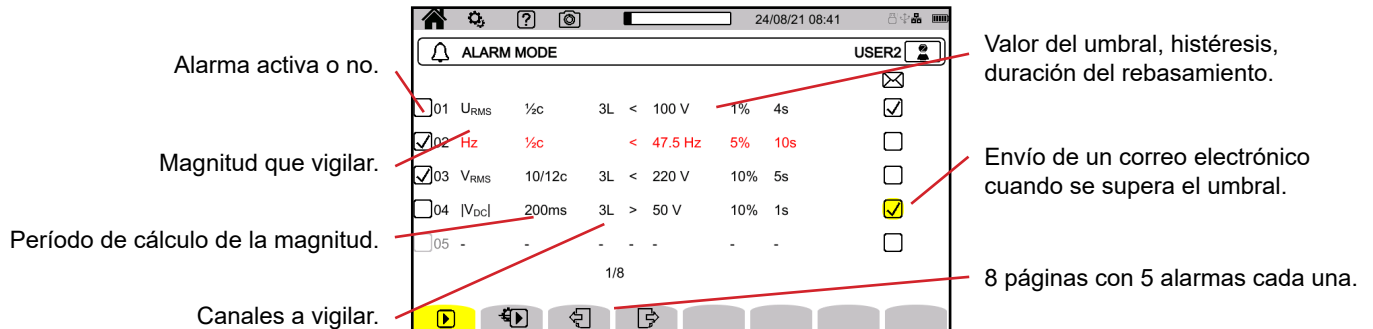 24/08/21 08:41
ALARM MODE USER2
01 URMS ½c 3L < 100 V 1% 4s
02 Hz ½c < 47.5 Hz 5% 10s
03 VRMS 10/12c 3L < 220 V 10% 5s
04 |VDC| 200ms 3L > 50 V 10% 1s
05 - - - - - - -
1/8
Alarma activa o no.
Magnitud que vigilar.
Período de cálculo de la magnitud.
Canales a vigilar.
Valor del umbral, histéresis,
duración del rebasamiento.
Envío de un correo electrónico
cuando se supera el umbral.
8 páginas con 5 alarmas cada una.